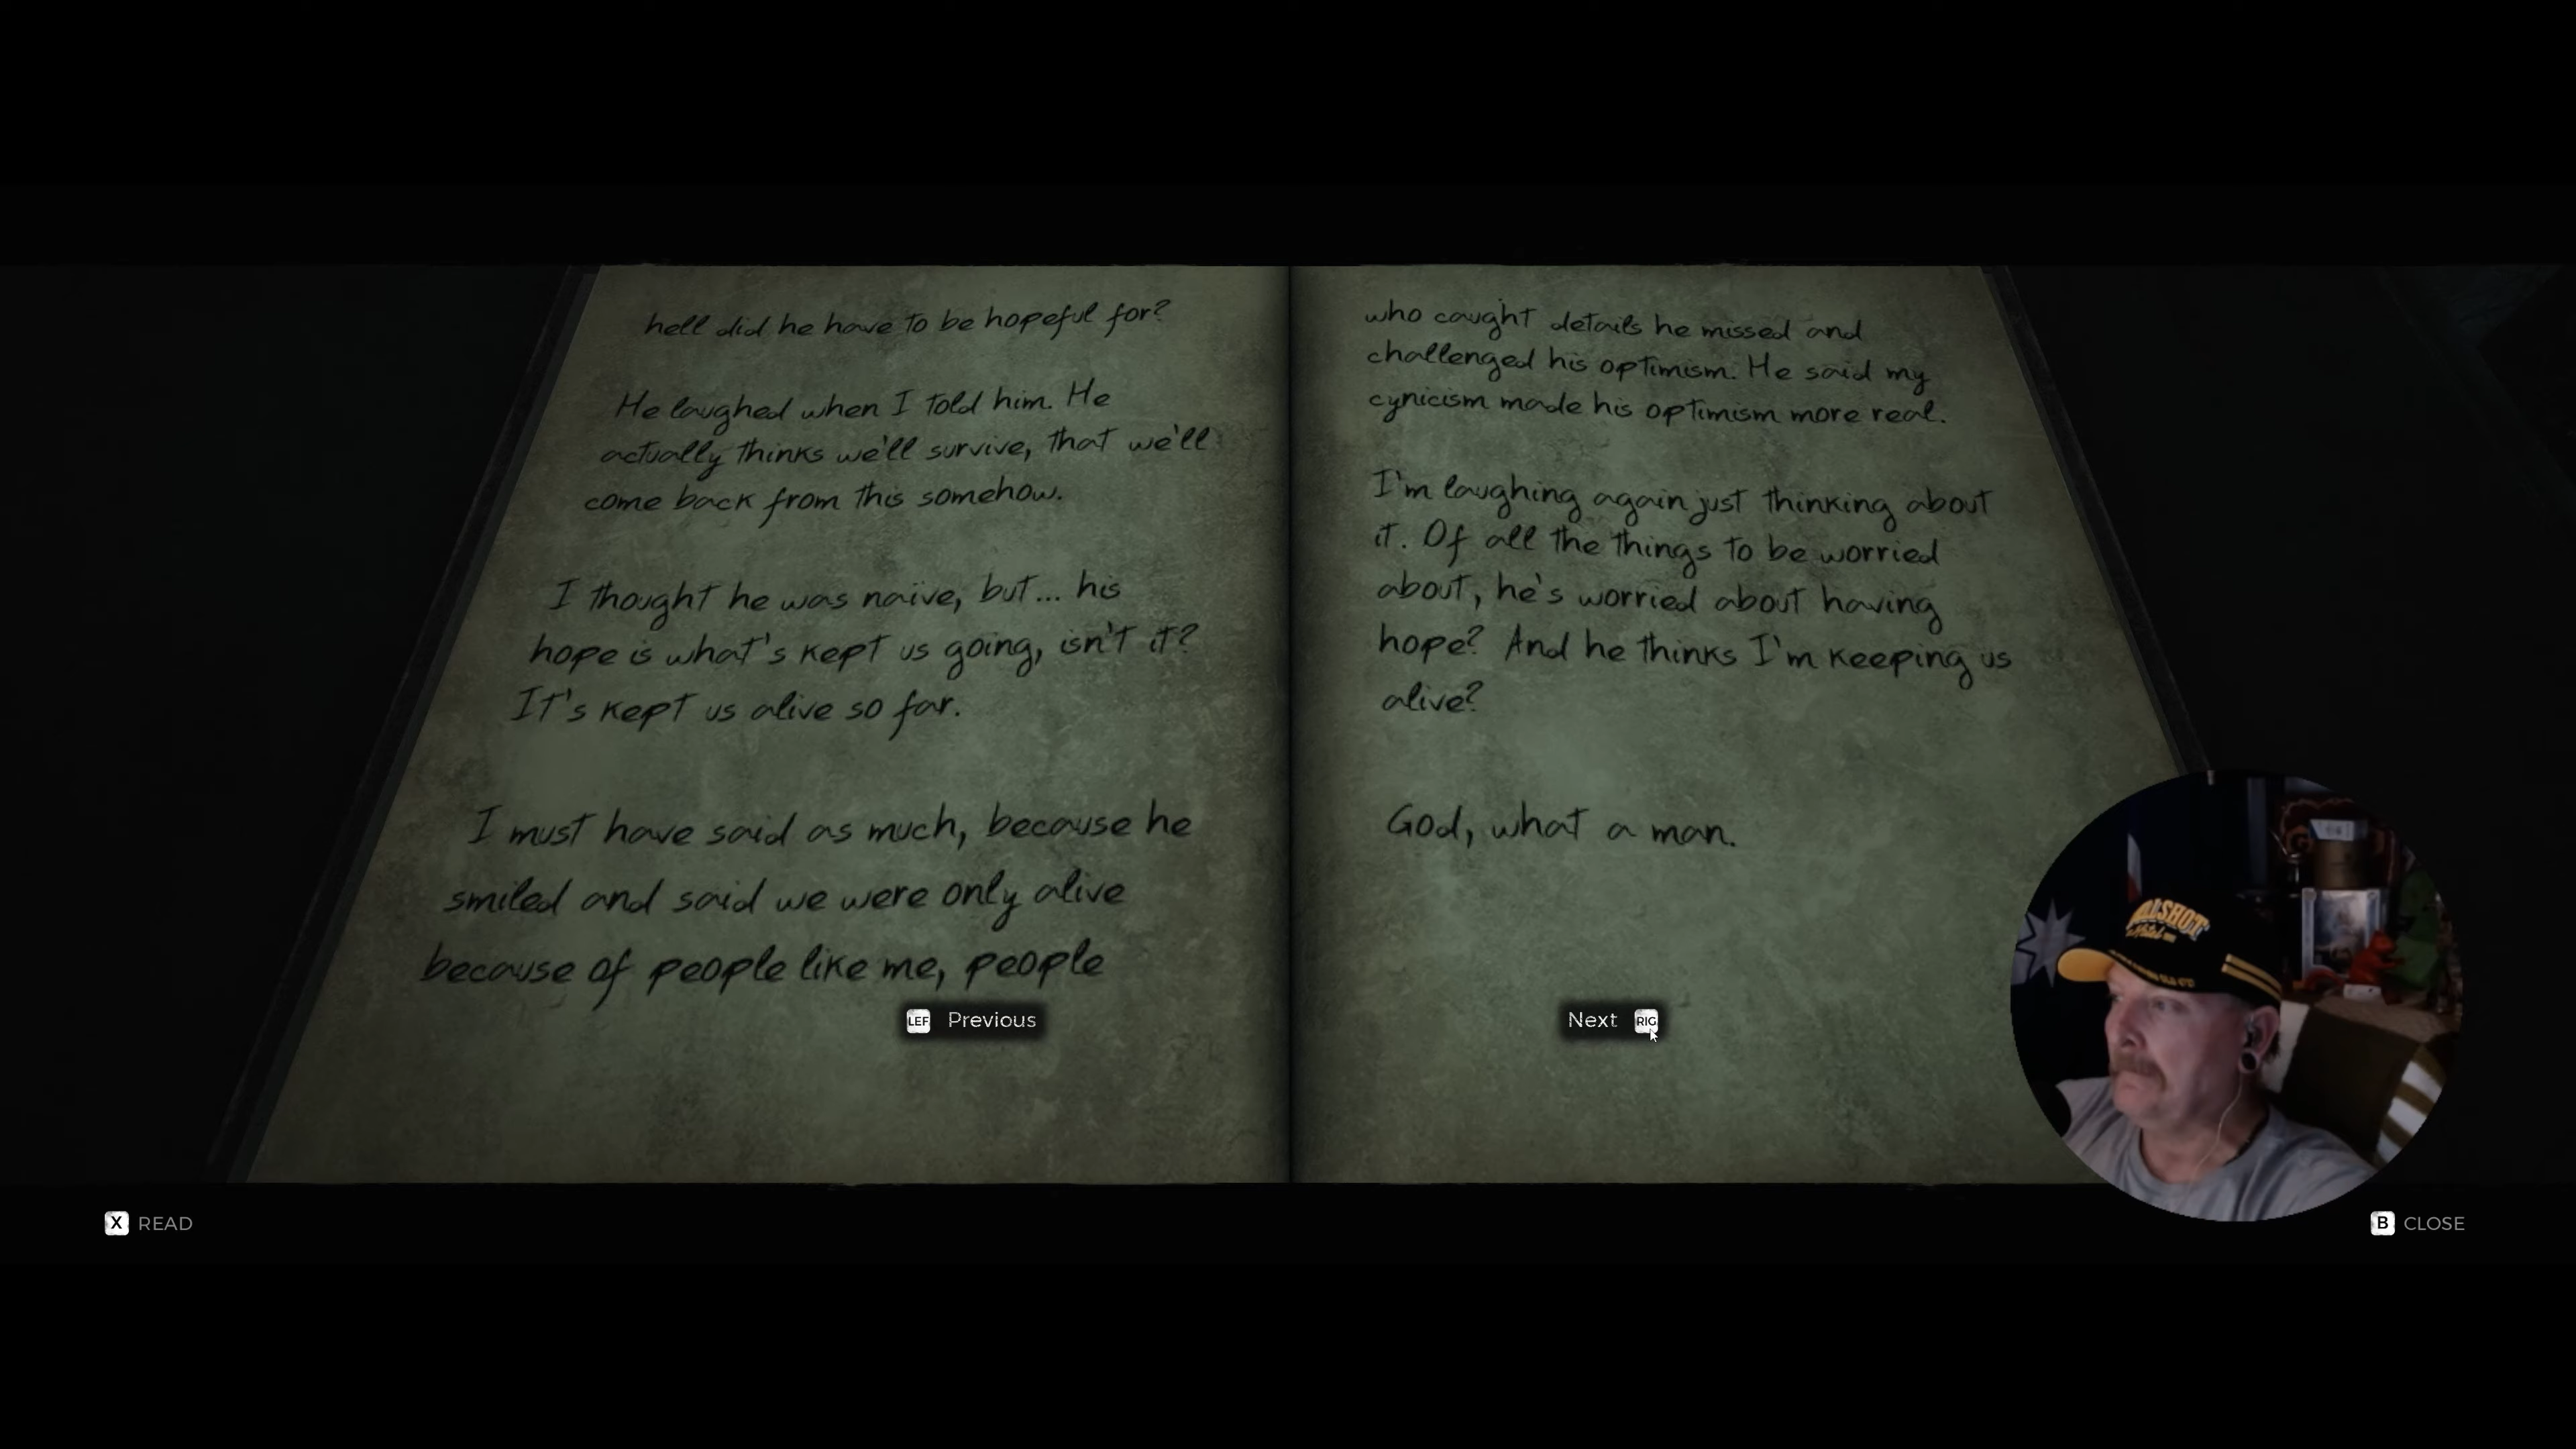 hell did he have to be hopeful for?
He laughed when I told him. He
actually thinks we'll survive, that we'll
come back from this somehow.
I thought he was naïve, but... his
hope is what's kept us going, isn't it?
It's kept us alive so far.
I must have said as much, because he
smiled and said we were only alive
because of people like me, people
who caught details he missed and
challenged his optimism. He said my
cynicism made his optimism more real.
I'm laughing again just thinking about
it. Of all the things to be worried
about, he's worried about having
hope? And he thinks I'm keeping us
alive?
God, what a man.
LEF Previous
Next RIG
X READ
B CLOSE